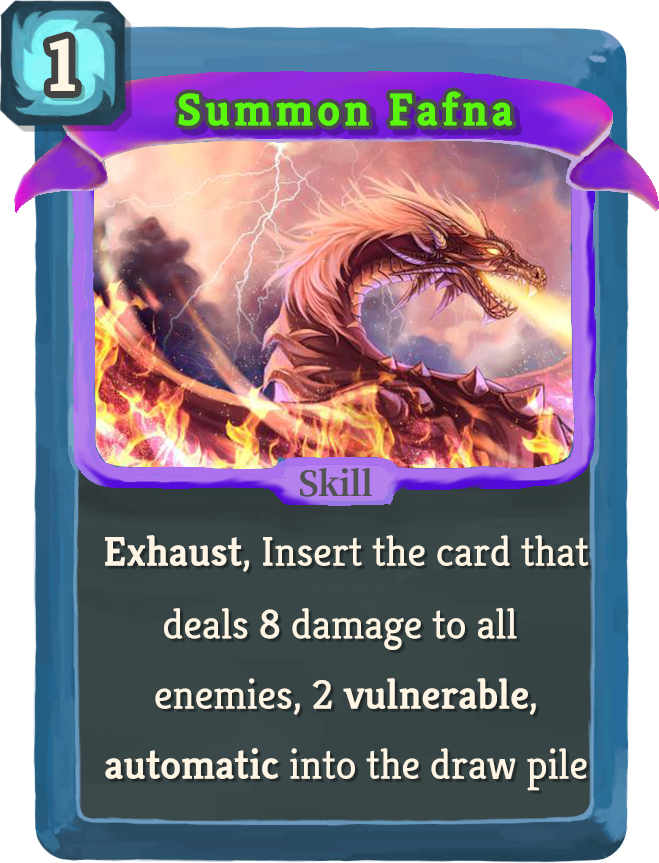 1
Summon Fafna
Skill
Exhaust, Insert the card that
deals 8 damage to all
enemies, 2 vulnerable,
automatic into the draw pile